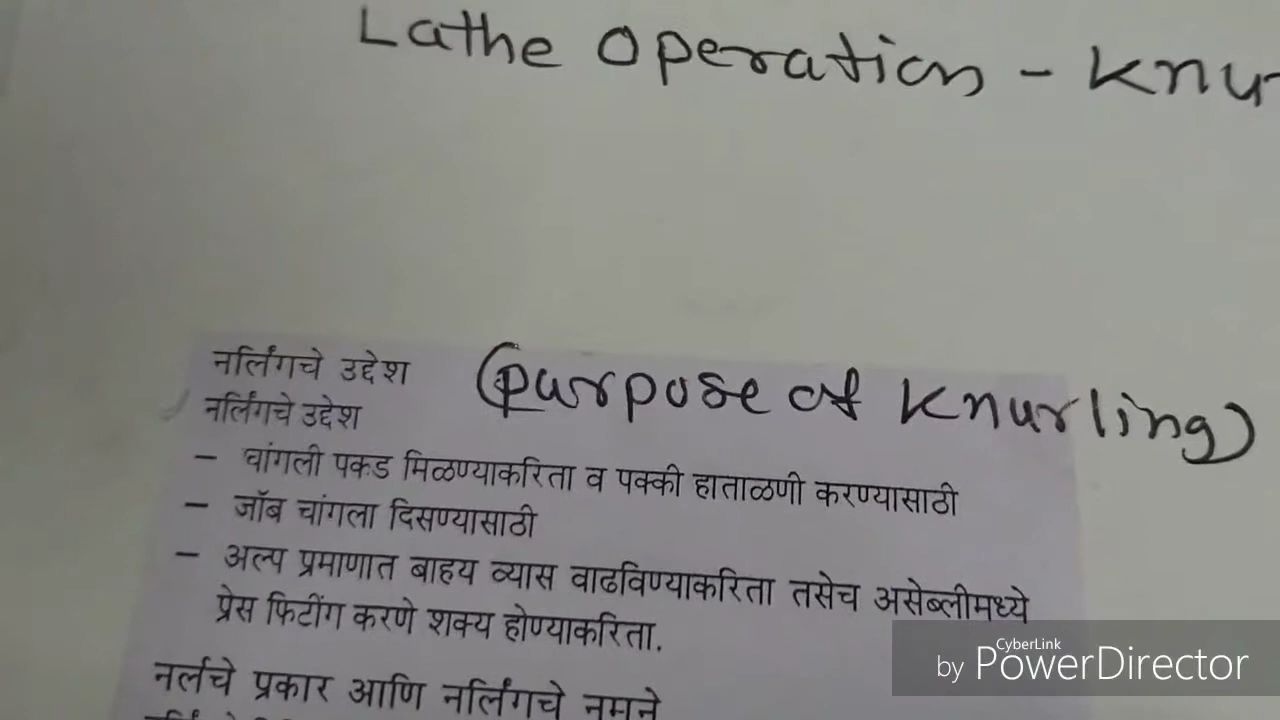 Lathe Operation - Knur
नर्लिंगचे उद्देश (Purpose of Knurling)
नर्लिंगचे उद्देश
– चांगली पकड मिळण्याकरिता व पक्की हाताळणी करण्यासाठी
– जॉब चांगला दिसण्यासाठी
– अल्प प्रमाणात बाहय व्यास वाढविण्याकरिता तसेच असेब्लीमध्ये
प्रेस फिटींग करणे शक्य होण्याकरिता.
नर्लचे प्रकार आणि नर्लिंगचे नमुने
CyberLink
by PowerDirector